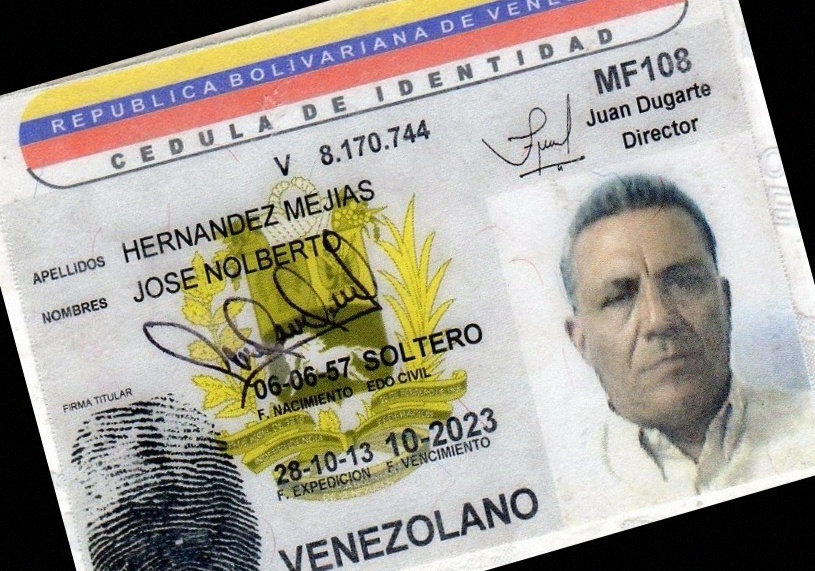 REPUBLICA BOLIVARIANA DE VENE
CEDULA DE IDENTIDAD
V 8.170.744
MF108
Juan Dugarte
Director
APELLIDOS HERNANDEZ MEJIAS
NOMBRES JOSE NOLBERTO
FIRMA TITULAR
06-06-57 SOLTERO
F. NACIMIENTO EDO CIVIL
28-10-13 10-2023
F. EXPEDICION F. VENCIMIENTO
VENEZOLANO